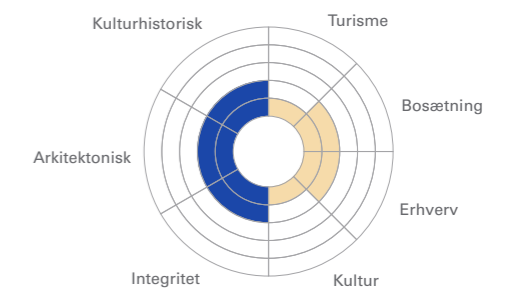 Kulturhistorisk
Turisme
Bosætning
Arkitektonisk
Erhverv
Integritet
Kultur